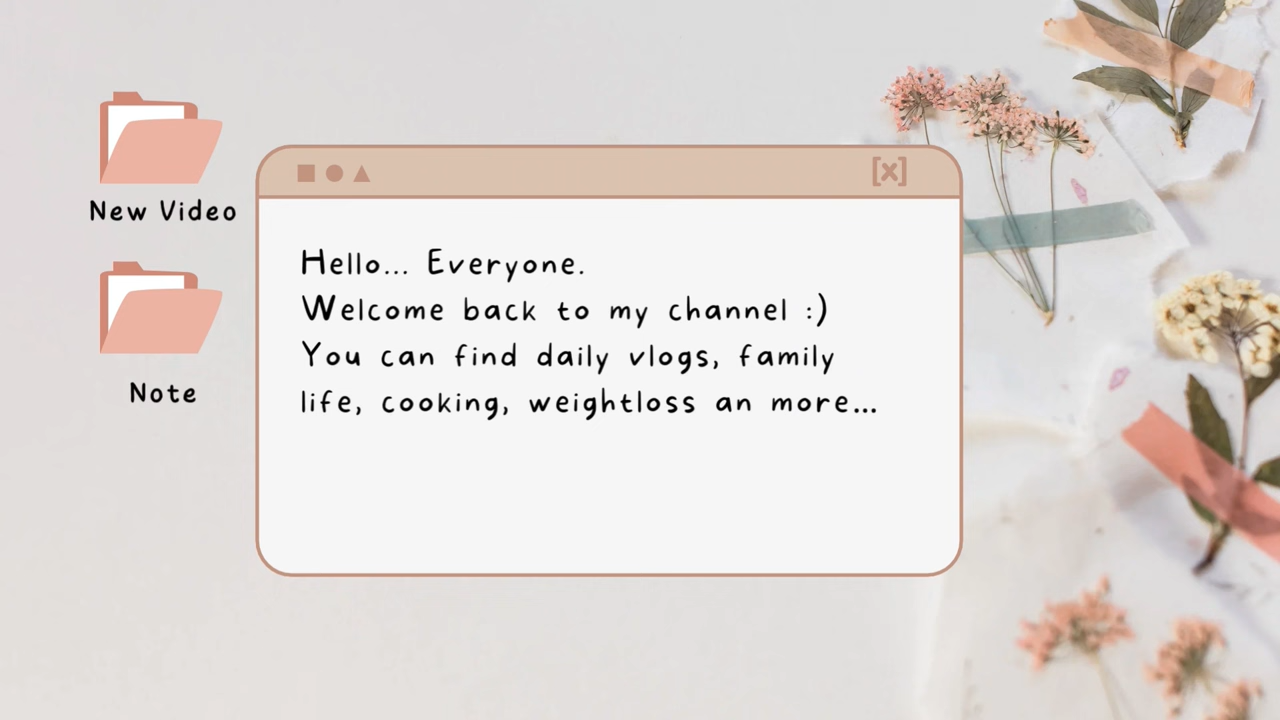 New Video
Note
Hello... Everyone.
Welcome back to my channel :)
You can find daily vlogs, family
life, cooking, weightloss an more...